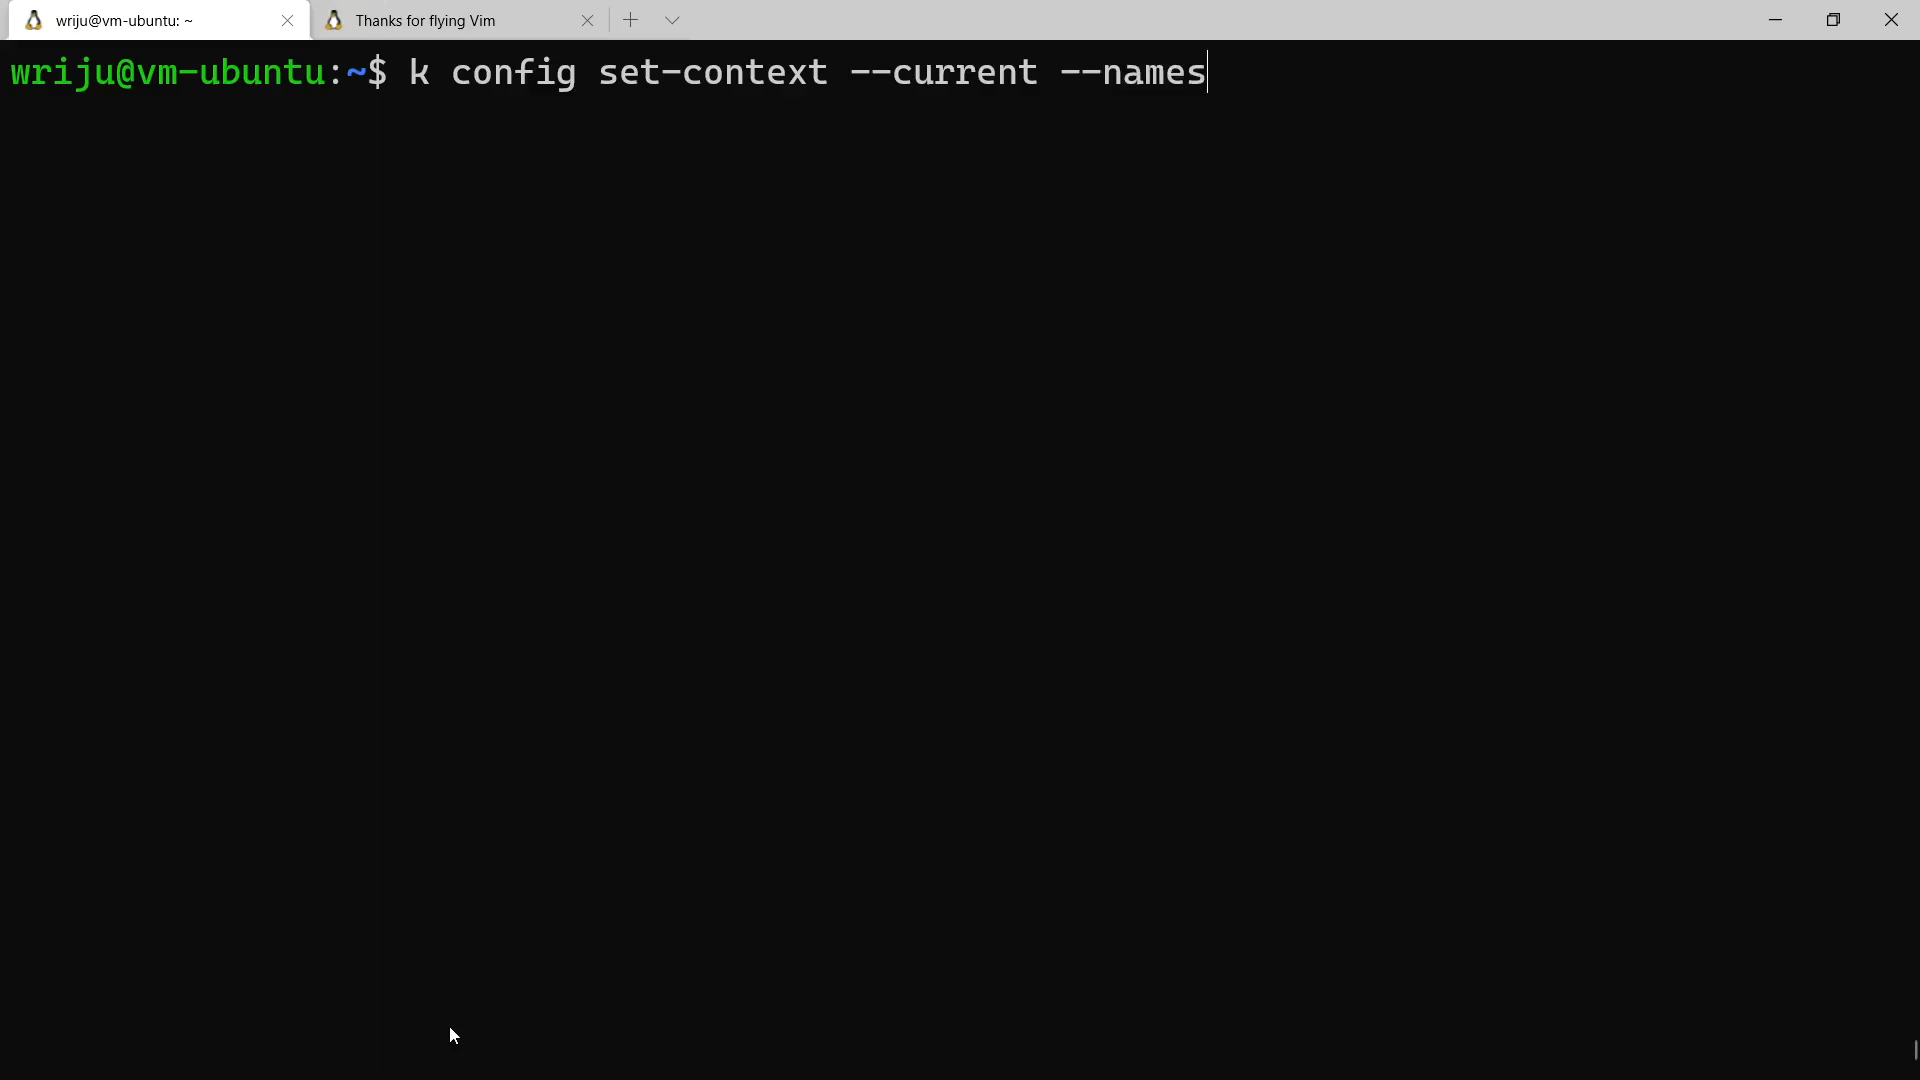 wriju@vm-ubuntu: ~
Thanks for flying Vim
wriju@vm-ubuntu:~$ k config set-context --current --names